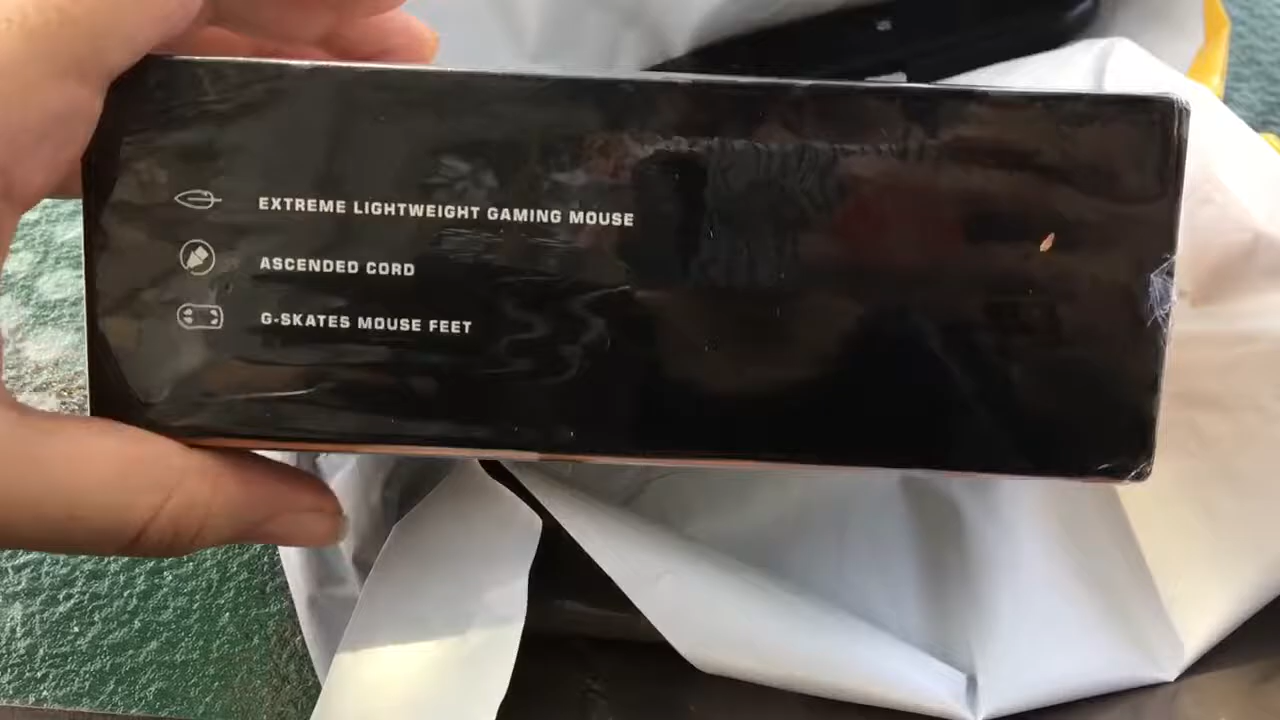 EXTREME LIGHTWEIGHT GAMING MOUSE
ASCENDED CORD
G-SKATES MOUSE FEET